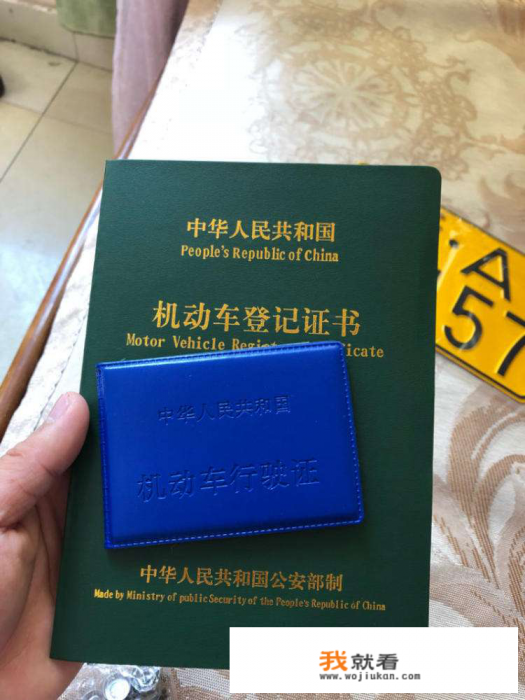 中华人民共和国
People's Republic of China
机动车登记证书
Motor Vehicle icate
中华人民共和国
机动车行驶证
中华人民共和国公安部制
Made by Ministry of public Security of the People's Republic of China
A
57
我就看
www.wojiukan.com